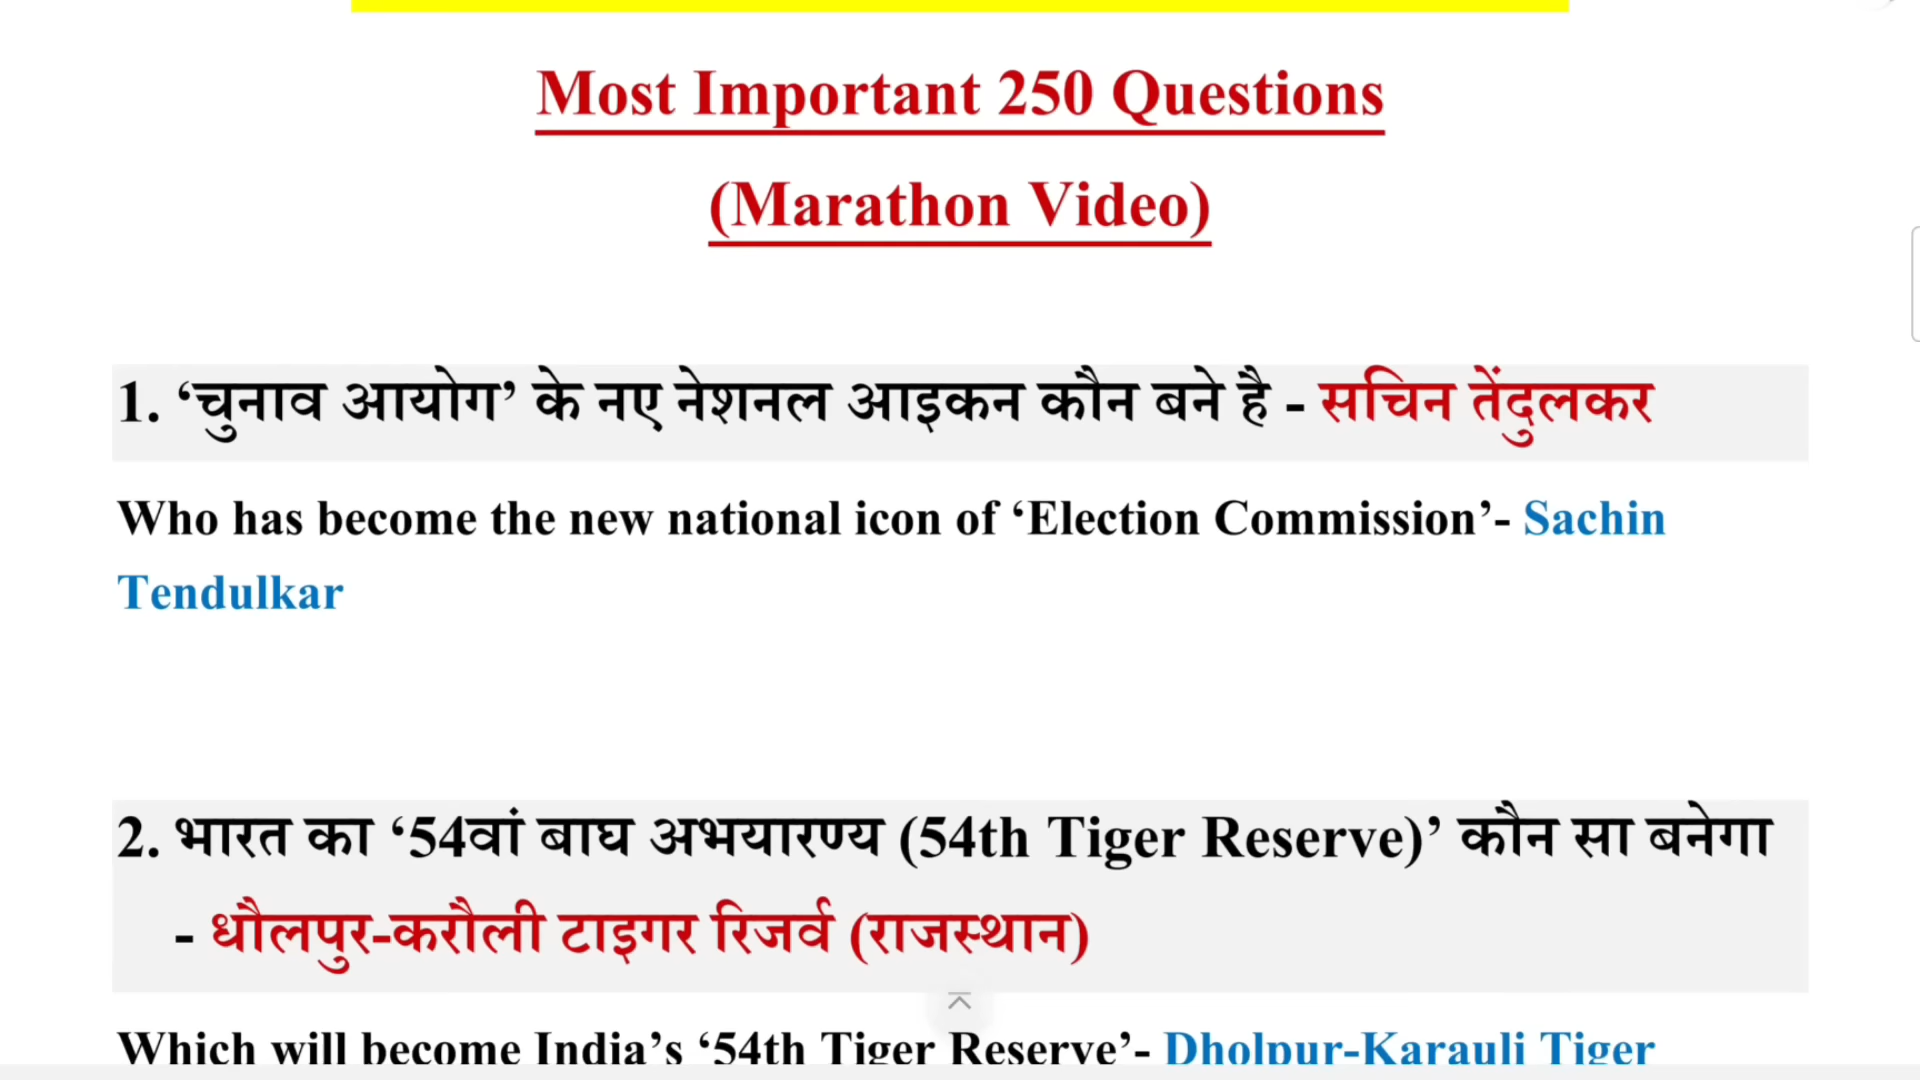 Most Important 250 Questions
(Marathon Video)
1. ‘चुनाव आयोग’ के नए नेशनल आइकन कौन बने है - सचिन तेंदुलकर
Who has become the new national icon of ‘Election Commission’- Sachin
Tendulkar
2. भारत का ‘54वां बाघ अभयारण्य (54th Tiger Reserve)’ कौन सा बनेगा
- धौलपुर-करौली टाइगर रिजर्व (राजस्थान)
Which will become India’s ‘54th Tiger Reserve’- Dholpur-Karauli Tiger